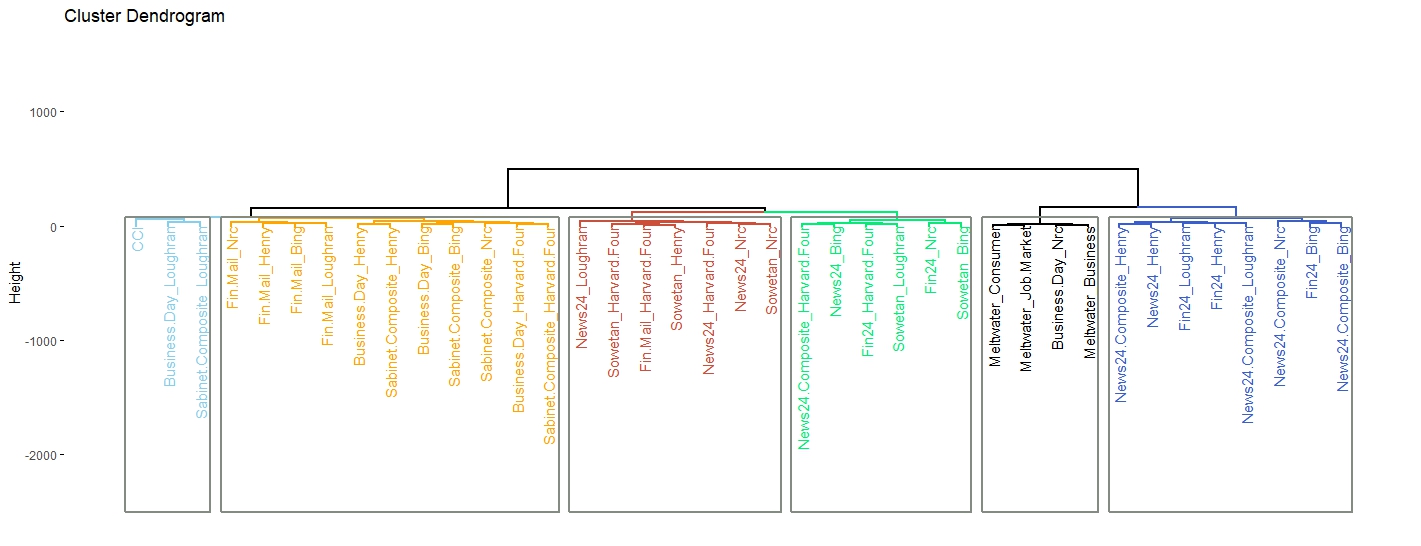 Cluster Dendrogram
Height
1000
0
-1000
-2000
CCI
Business.Day_Loughran
Sabinet.Composite_Loughran
Fin.Mail_Nrc
Fin.Mail_Henry
Fin.Mail_Bing
Fin.Mail_Loughran
Business.Day_Henry
Sabinet.Composite_Henry
Business.Day_Bing
Sabinet.Composite_Bing
Sabinet.Composite_Nrc
Business.Day_Harvard.Four
Sabinet.Composite_Harvard.Four
News24_Loughran
Sowetan_Harvard.Four
Fin.Mail_Harvard.Four
Sowetan_Henry
News24_Harvard.Four
News24_Nrc
Sowetan_Nrc
News24.Composite_Harvard.Four
News24_Bing
Fin24_Harvard.Four
Sowetan_Loughran
Fin24_Nrc
Sowetan_Bing
Meltwater_Consumer
Meltwater_Job.Market
Business.Day_Nrc
Meltwater_Business
News24.Composite_Henry
News24_Henry
Fin24_Loughram
Fin24_Henry
News24.Composite_Loughran
News24.Composite_Nrc
Fin24_Bing
News24.Composite_Bing